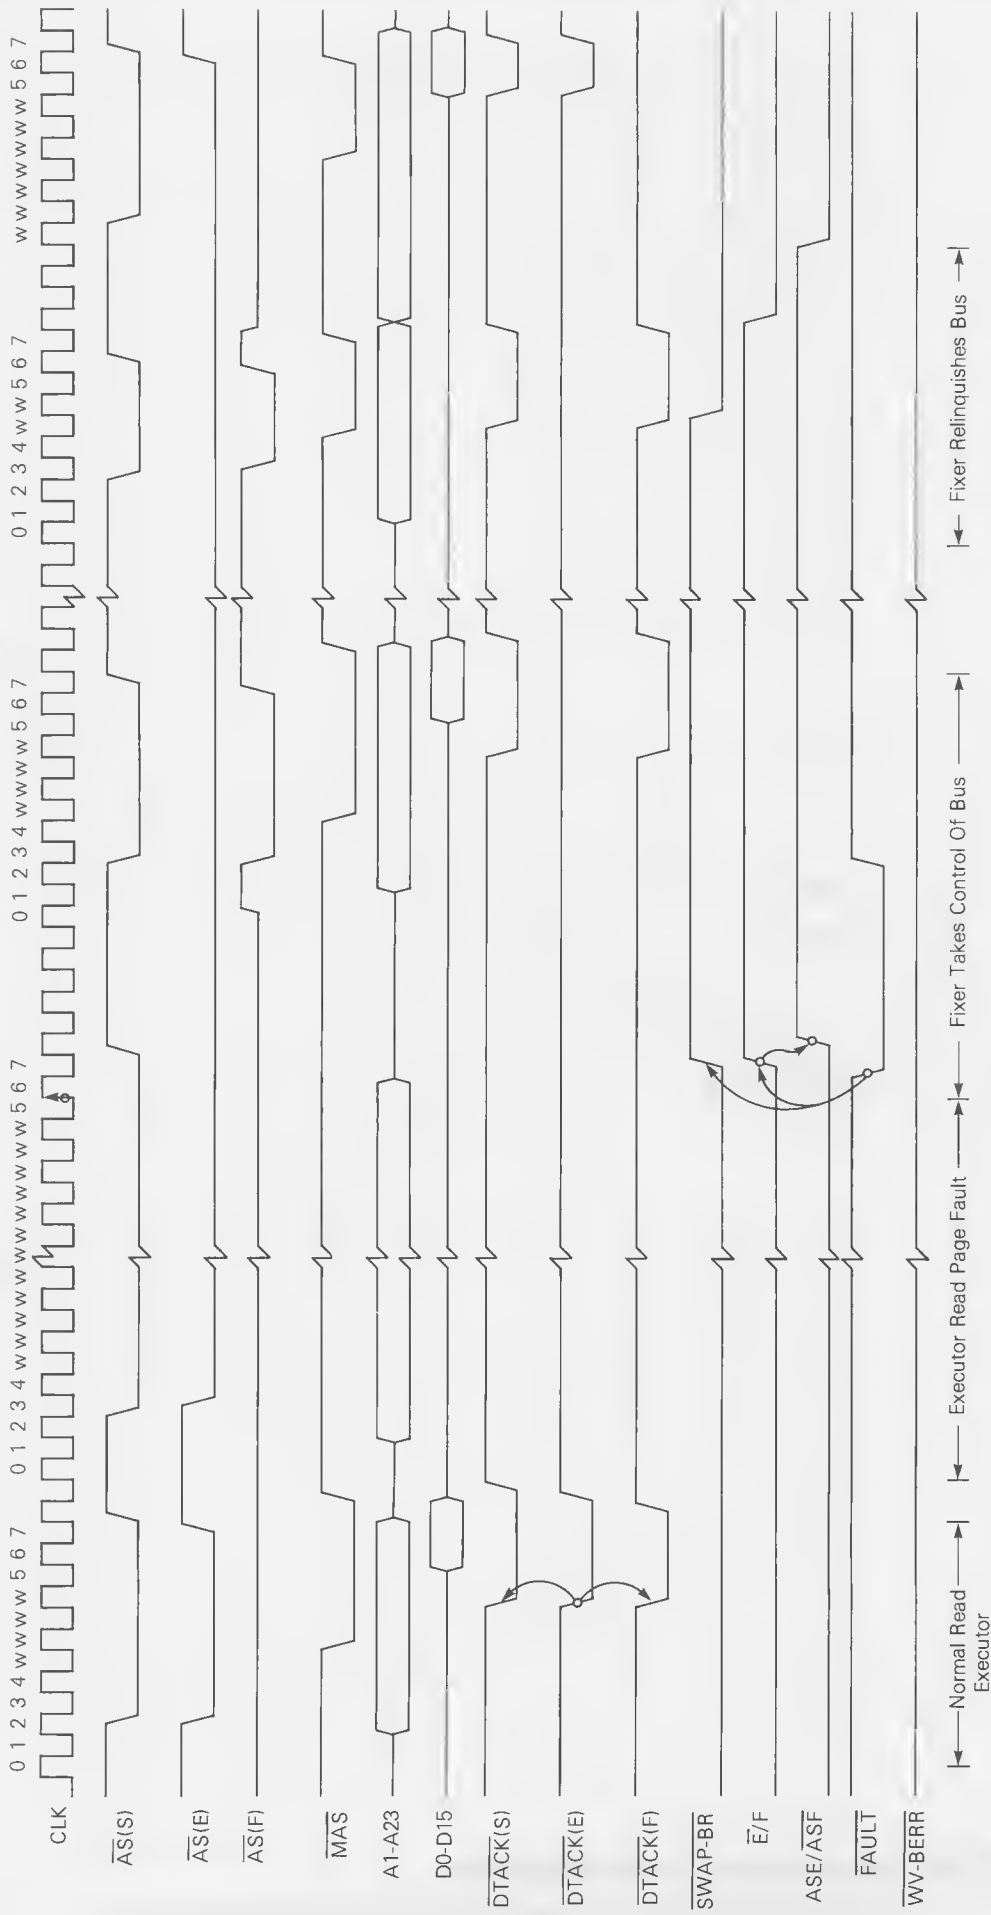 0 1 2 3 4 w w w 5 6 7
0 1 2 3 4 w w w w w w w w w w w w w 5 6 7
0 1 2 3 4 w w w w 5 6 7
0 1 2 3 4 w w 5 6 7
w w w w w w w 5 6 7
CLK
AS(S)
AS(E)
AS(F)
MAS
A1-A23
D0-D15
DTACK(S)
DTACK(E)
DTACK(F)
SWAP-BR
E/F
ASE/ASF
FAULT
WV-BERR
Normal Read
Executor
Executor Read Page Fault
Fixer Takes Control Of Bus
Fixer Relinquishes Bus